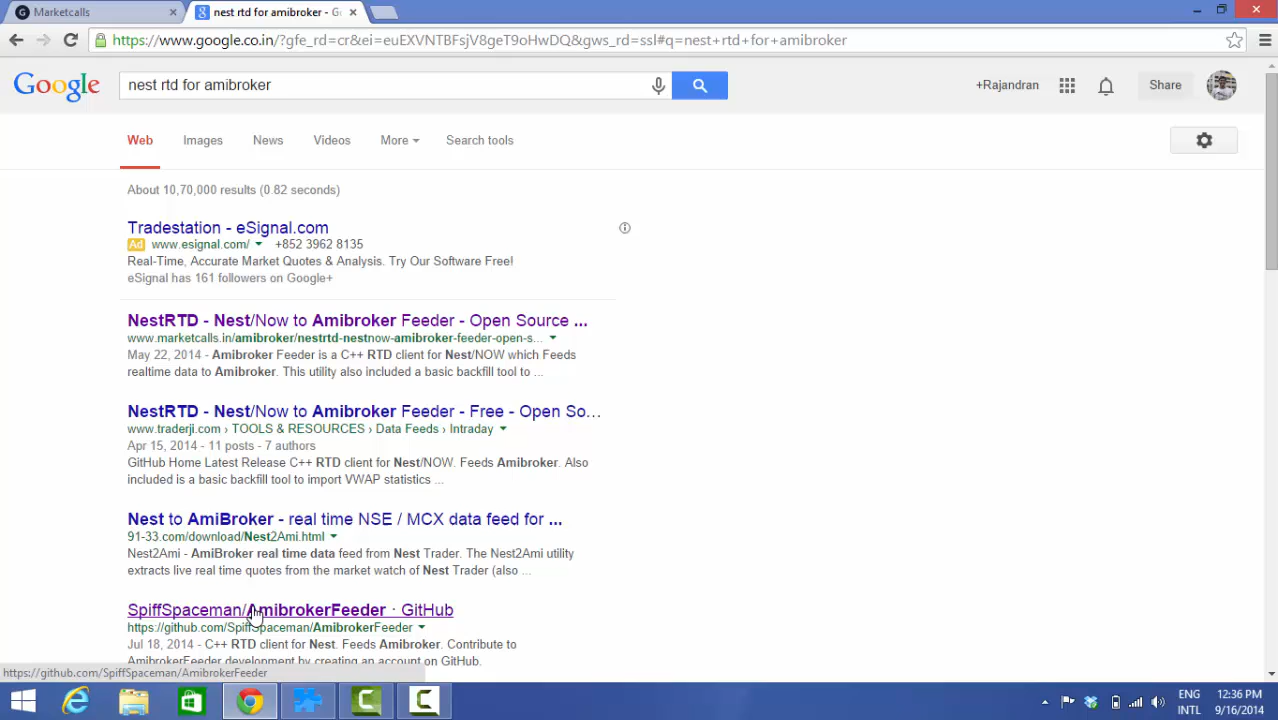 Marketcalls
nest rtd for amibroker - Go
https://www.google.co.in/?gfe_rd=cr&ei=euEXVNTBFsjV8geT9oHwDQ&gws_rd=ssl#q=nest+rtd+for+amibroker
Google
nest rtd for amibroker
+Rajandran
Share
Web Images News Videos More Search tools
About 10,70,000 results (0.82 seconds)
Tradestation - eSignal.com
Ad www.esignal.com/ +852 3962 8135
Real-Time, Accurate Market Quotes & Analysis. Try Our Software Free!
eSignal has 161 followers on Google+
NestRTD - Nest/Now to Amibroker Feeder - Open Source ...
www.marketcalls.in/amibroker/nestrtd-nestnow-amibroker-feeder-open-s...
May 22, 2014 - Amibroker Feeder is a C++ RTD client for Nest/NOW which Feeds
realtime data to Amibroker. This utility also included a basic backfill tool to ...
NestRTD - Nest/Now to Amibroker Feeder - Free - Open So...
www.traderji.com › TOOLS & RESOURCES › Data Feeds › Intraday
Apr 15, 2014 - 11 posts - 7 authors
GitHub Home Latest Release C++ RTD client for Nest/NOW. Feeds Amibroker. Also
included is a basic backfill tool to import VWAP statistics ...
Nest to AmiBroker - real time NSE / MCX data feed for ...
91-33.com/download/Nest2Ami.html
Nest2Ami - AmiBroker real time data feed from Nest Trader. The Nest2Ami utility
extracts live real time quotes from the market watch of Nest Trader (also ...
SpiffSpaceman/AmibrokerFeeder · GitHub
https://github.com/SpiffSpaceman/AmibrokerFeeder
Jul 18, 2014 - C++ RTD client for Nest. Feeds Amibroker. Contribute to
AmibrokerFeeder development by creating an account on GitHub.
https://github.com/SpiffSpaceman/AmibrokerFeeder
ENG
INTL
12:36 PM
9/16/2014